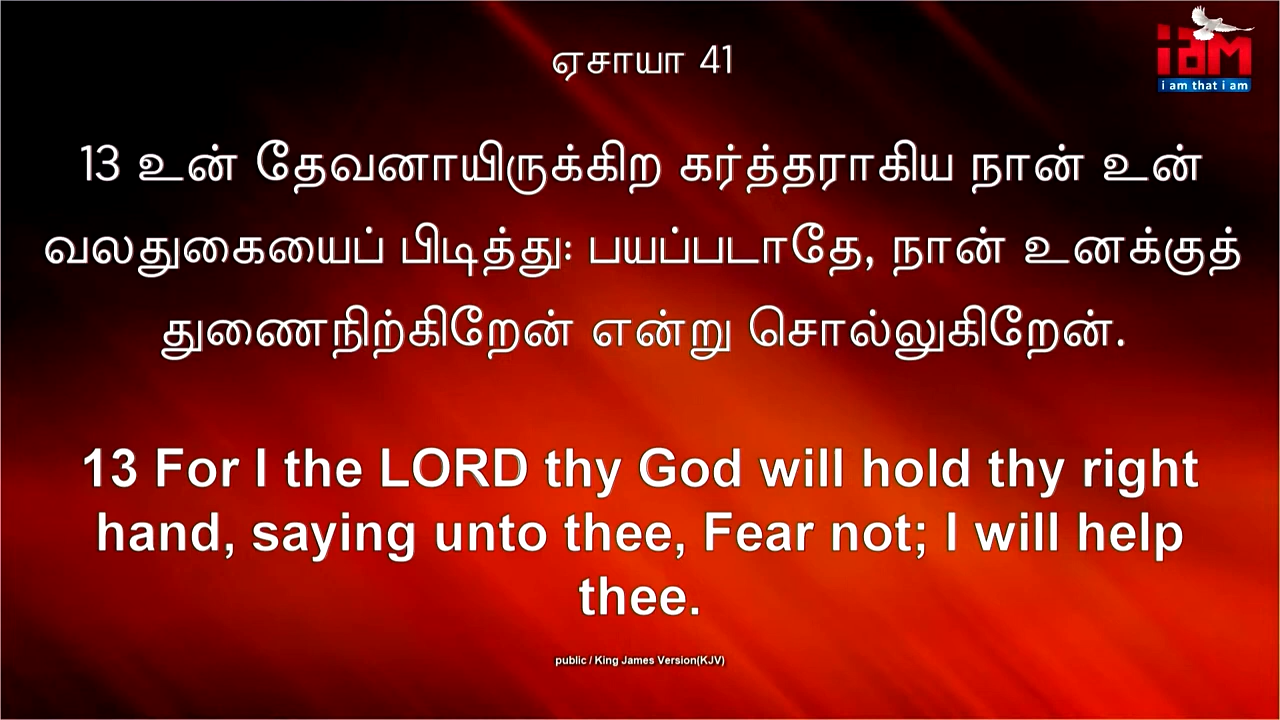 ஏசாயா 41
iam
i am that i am
13 உன் தேவனாயிருக்கிற கர்த்தராகிய நான் உன்
வலதுகையைப் பிடித்து: பயப்படாதே, நான் உனக்குத்
துணைநிற்கிறேன் என்று சொல்லுகிறேன்.
13 For I the LORD thy God will hold thy right
hand, saying unto thee, Fear not; I will help
thee.
public / King James Version(KJV)